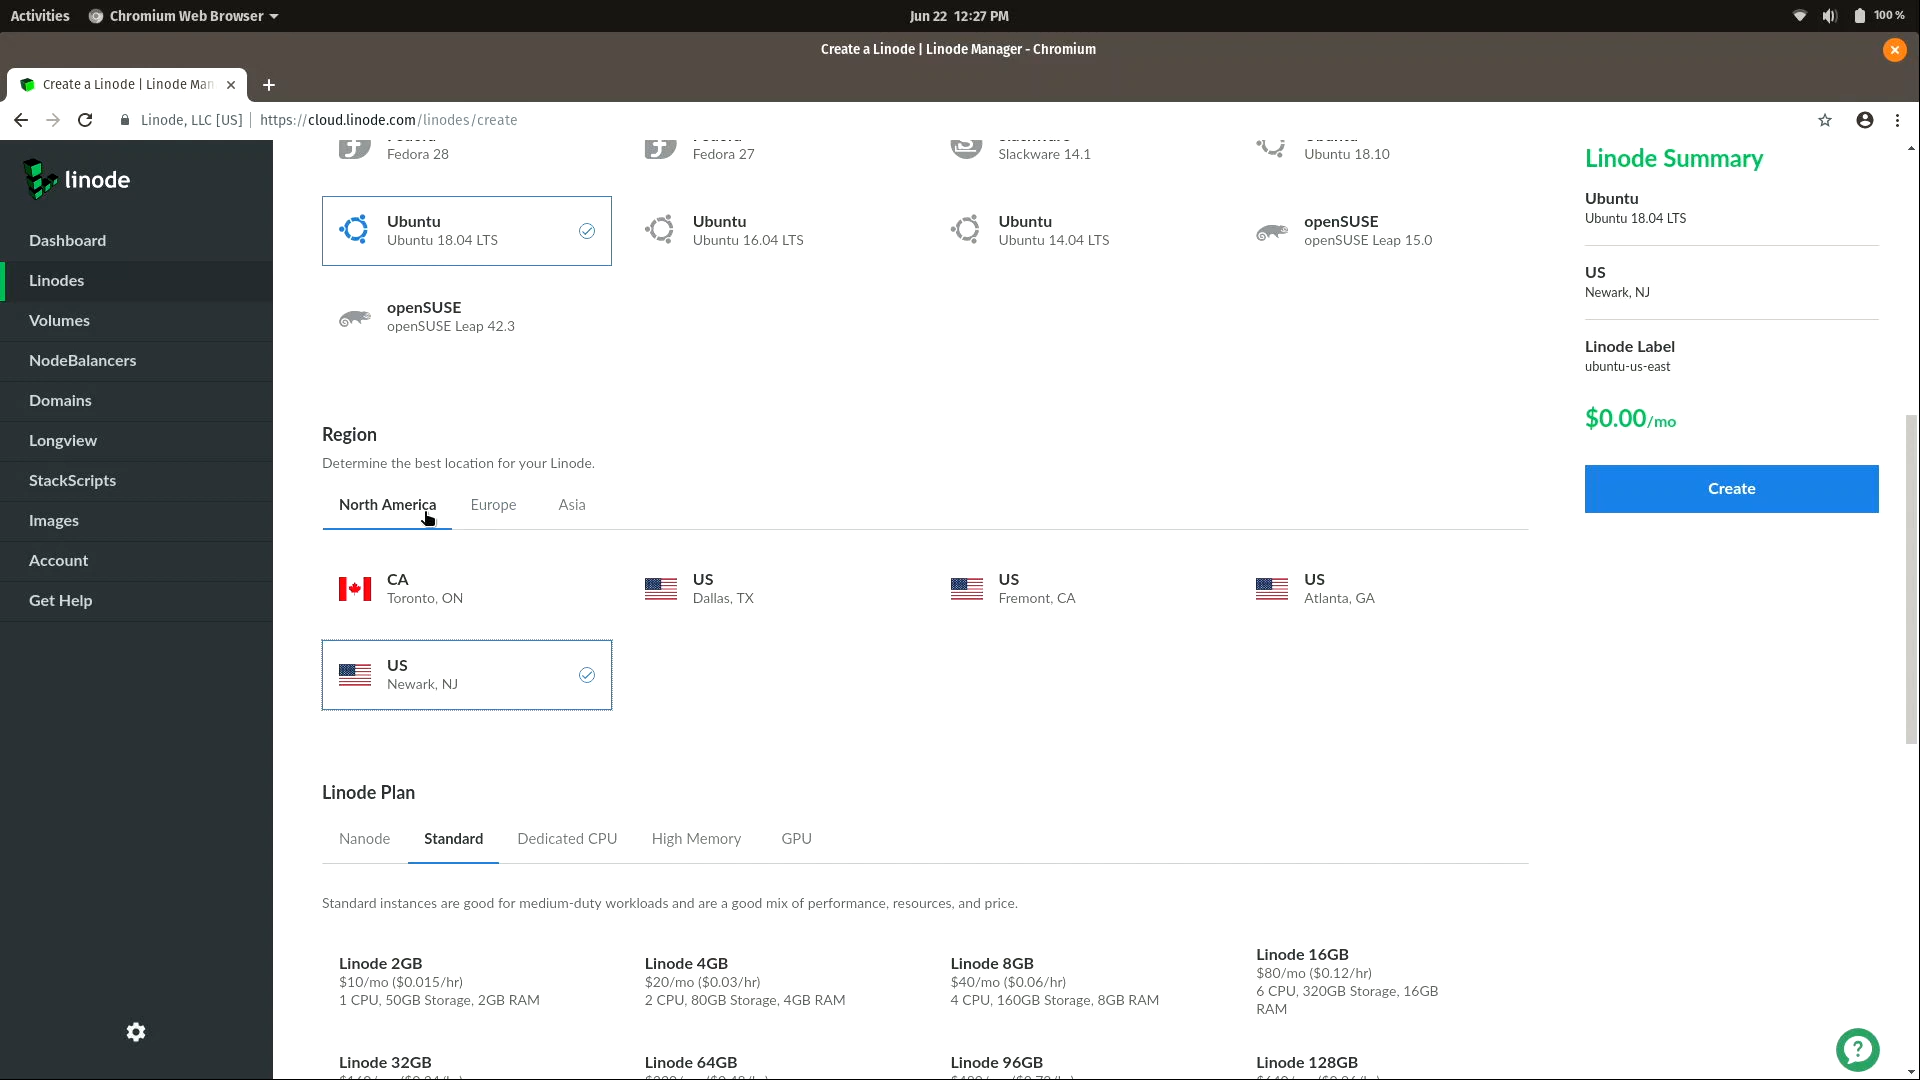 Activities
Chromium Web Browser
Jun 22 12:27 PM
100 %
Create a Linode | Linode Manager - Chromium
Create a Linode | Linode Man
Linode, LLC [US]
https://cloud.linode.com/linodes/create
linode
Dashboard
Linodes
Volumes
NodeBalancers
Domains
Longview
StackScripts
Images
Account
Get Help
Fedora
Fedora 28
Fedora
Fedora 27
Slackware
Slackware 14.1
Ubuntu
Ubuntu 18.10
Ubuntu
Ubuntu 18.04 LTS
Ubuntu
Ubuntu 16.04 LTS
Ubuntu
Ubuntu 14.04 LTS
openSUSE
openSUSE Leap 15.0
openSUSE
openSUSE Leap 42.3
Region
Determine the best location for your Linode.
North America
Europe
Asia
CA
Toronto, ON
US
Dallas, TX
US
Fremont, CA
US
Atlanta, GA
US
Newark, NJ
Linode Plan
Nanode
Standard
Dedicated CPU
High Memory
GPU
Standard instances are good for medium-duty workloads and are a good mix of performance, resources, and price.
Linode 2GB
$10/mo ($0.015/hr)
1 CPU, 50GB Storage, 2GB RAM
Linode 4GB
$20/mo ($0.03/hr)
2 CPU, 80GB Storage, 4GB RAM
Linode 8GB
$40/mo ($0.06/hr)
4 CPU, 160GB Storage, 8GB RAM
Linode 16GB
$80/mo ($0.12/hr)
6 CPU, 320GB Storage, 16GB
RAM
Linode 32GB
Linode 64GB
Linode 96GB
Linode 128GB
Linode Summary
Ubuntu
Ubuntu 18.04 LTS
US
Newark, NJ
Linode Label
ubuntu-us-east
$0.00/mo
Create
?